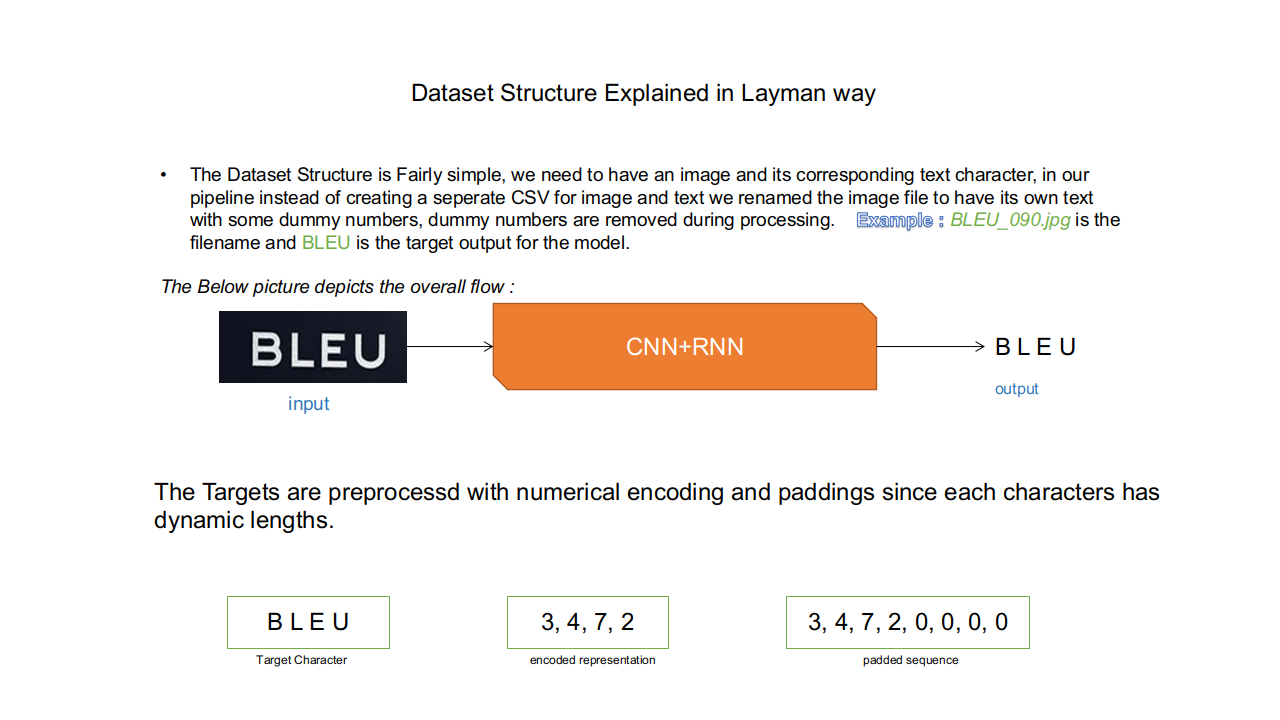 Dataset Structure Explained in Layman way
• The Dataset Structure is Fairly simple, we need to have an image and its corresponding text character, in our
pipeline instead of creating a seperate CSV for image and text we renamed the image file to have its own text
with some dummy numbers, dummy numbers are removed during processing. Example : BLEU_090.jpg is the
filename and BLEU is the target output for the model.
The Below picture depicts the overall flow :
BLEU
CNN+RNN
B L E U
input
output
The Targets are preprocessd with numerical encoding and paddings since each characters has
dynamic lengths.
B L E U
3, 4, 7, 2
3, 4, 7, 2, 0, 0, 0, 0
Target Character
encoded representation
padded sequence